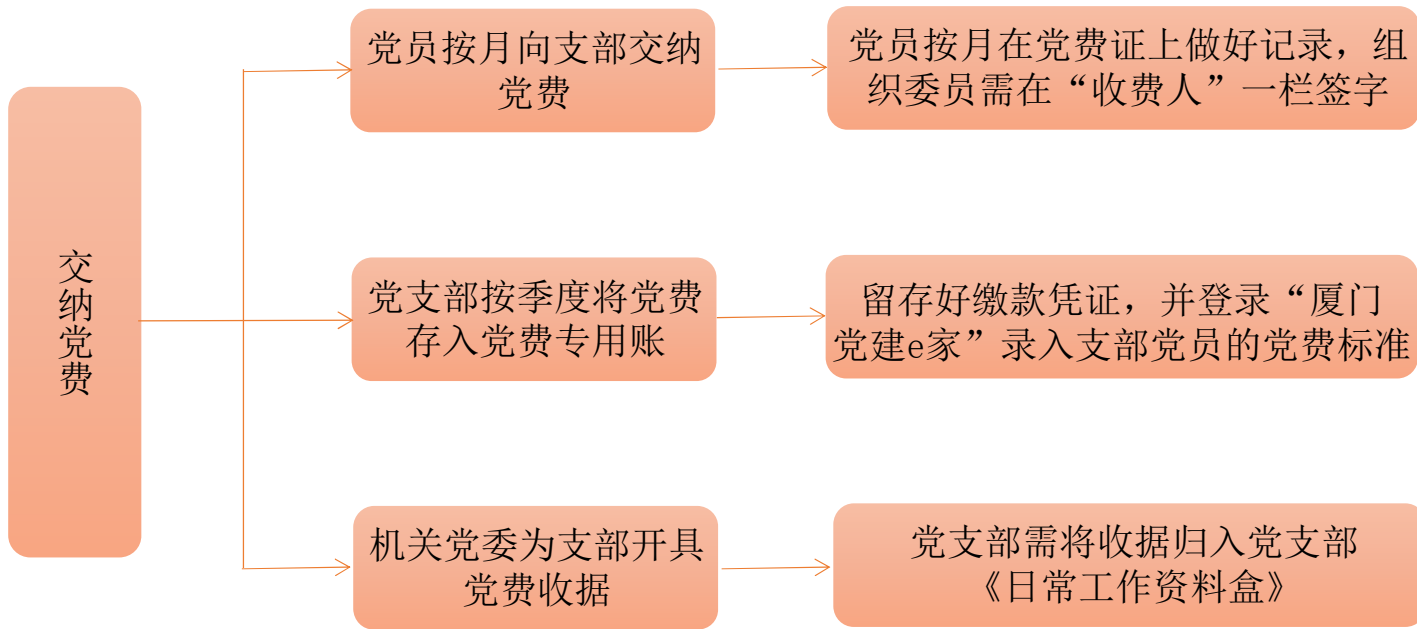 交纳党费
党员按月向支部交纳
党费
党员按月在党费证上做好记录，组
织委员需在“收费人”一栏签字
党支部按季度将党费
存入党费专用账
留存好缴款凭证，并登录“厦门
党建e家”录入支部党员的党费标准
机关党委为支部开具
党费收据
党支部需将收据归入党支部
《日常工作资料盒》